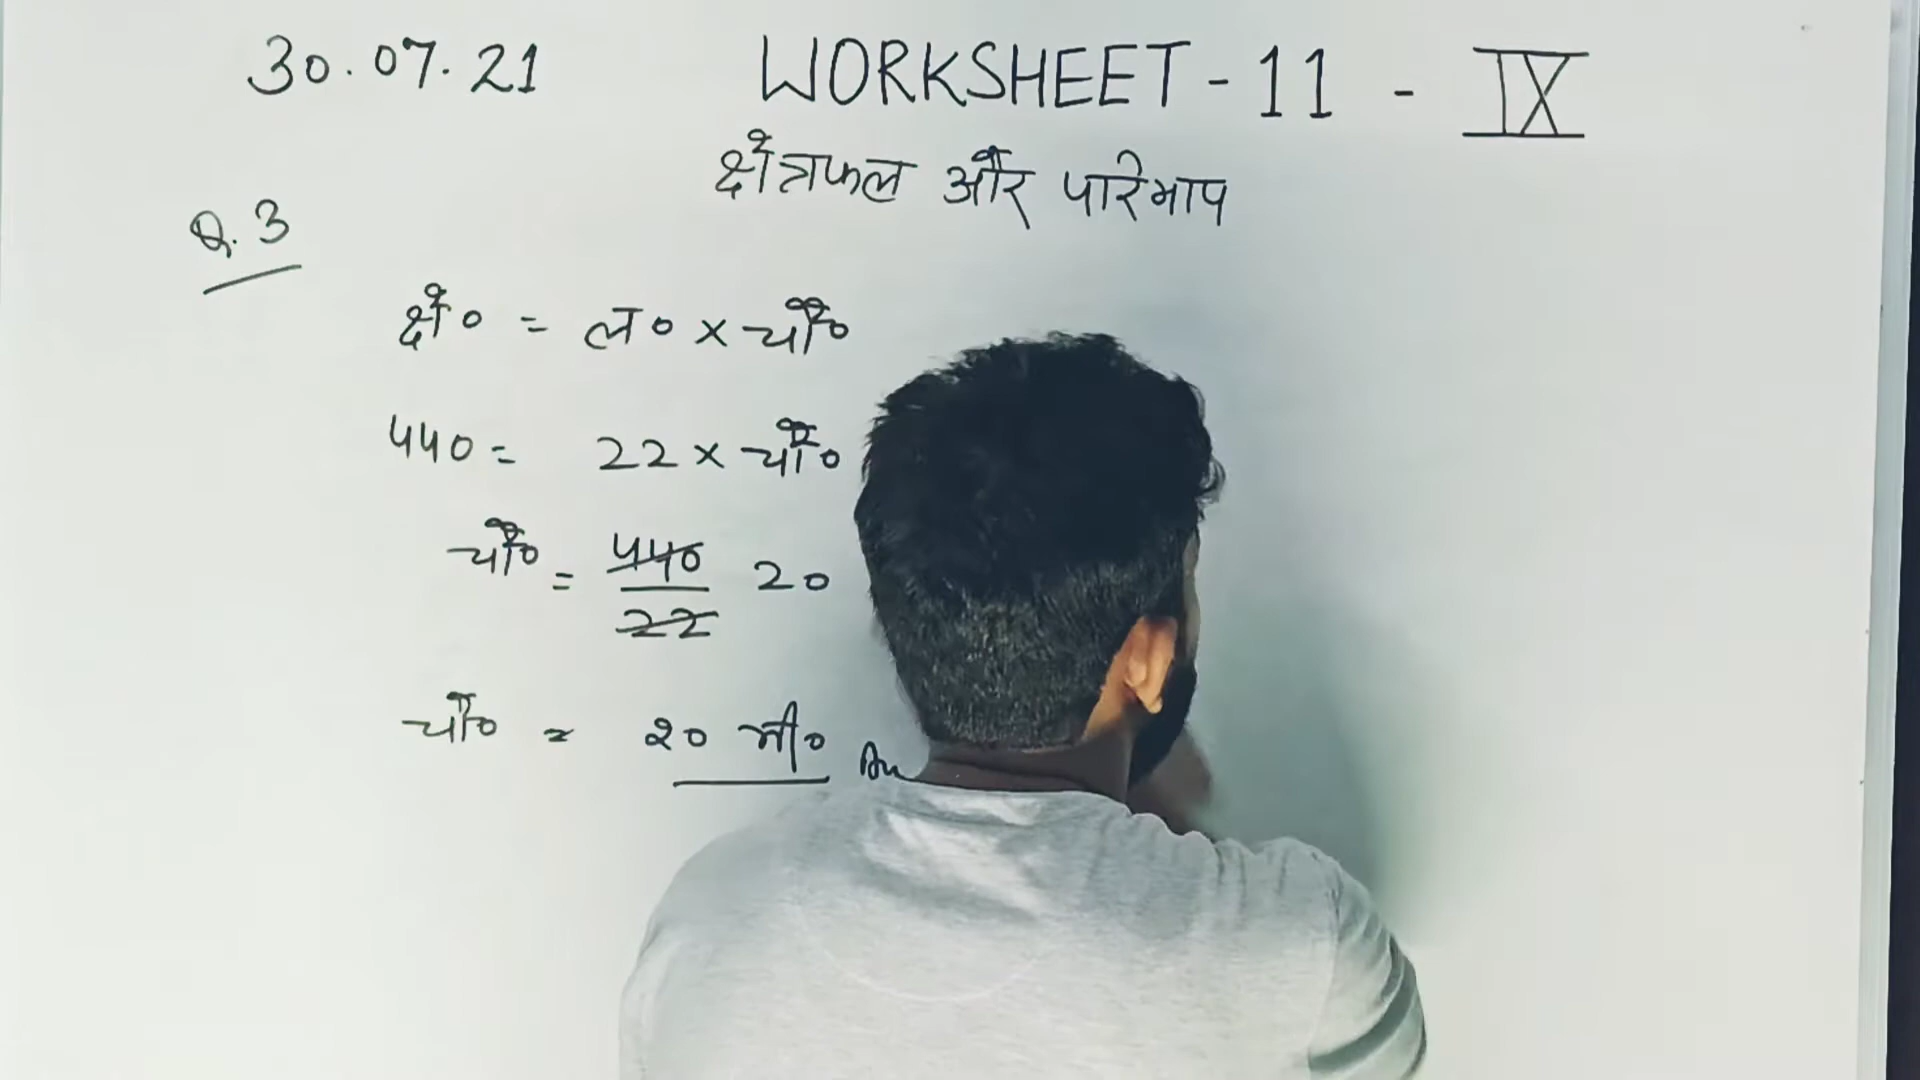 30.07.21 WORKSHEET - 11 - IX
क्षेत्रफल और परिमाप
Q.3
क्षे० = ल० × चौ०
440 = 22 × चौ०
चौ० = 440/22 20
चौ० = २० मी० Ans